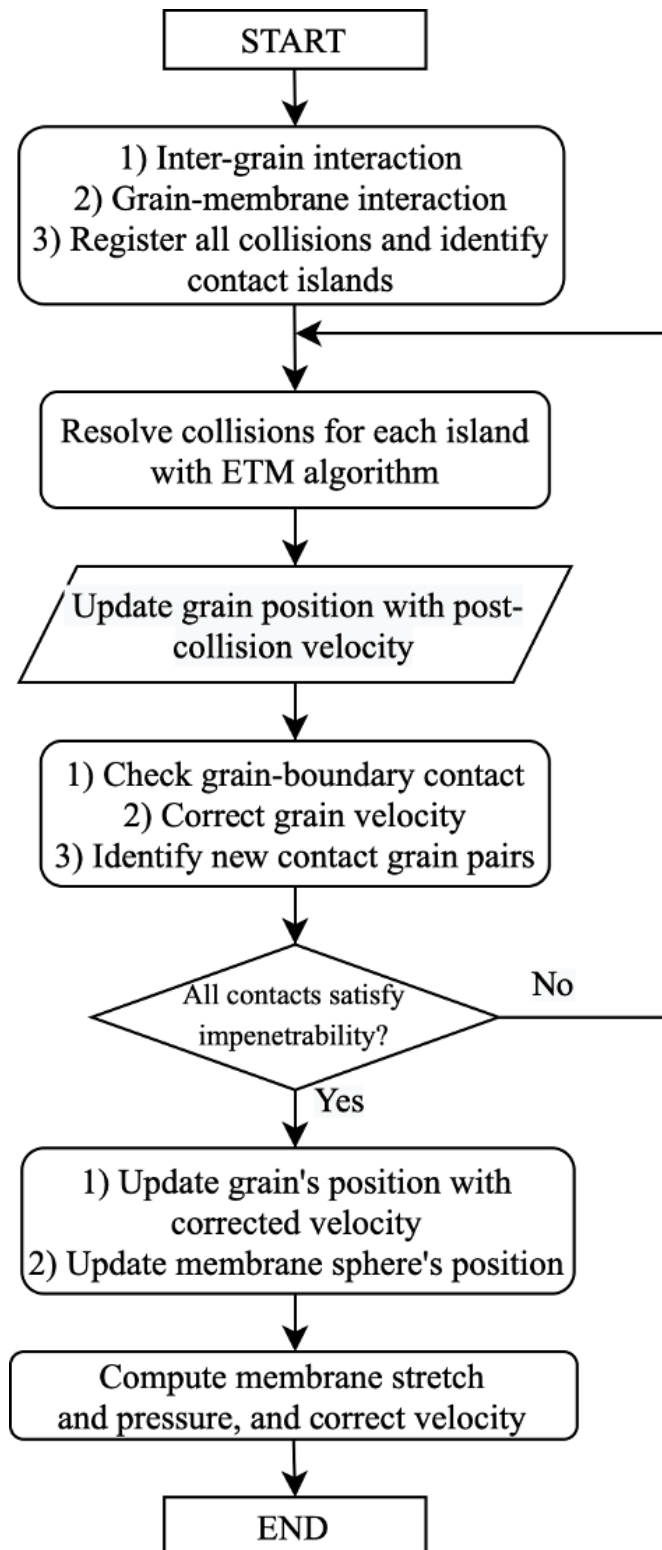 START
1) Inter-grain interaction
2) Grain-membrane interaction
3) Register all collisions and identify
contact islands
Resolve collisions for each island
with ETM algorithm
Update grain position with post-
collision velocity
1) Check grain-boundary contact
2) Correct grain velocity
3) Identify new contact grain pairs
All contacts satisfy
impenetrability?
No
Yes
1) Update grain's position with
corrected velocity
2) Update membrane sphere's position
Compute membrane stretch
and pressure, and correct velocity
END